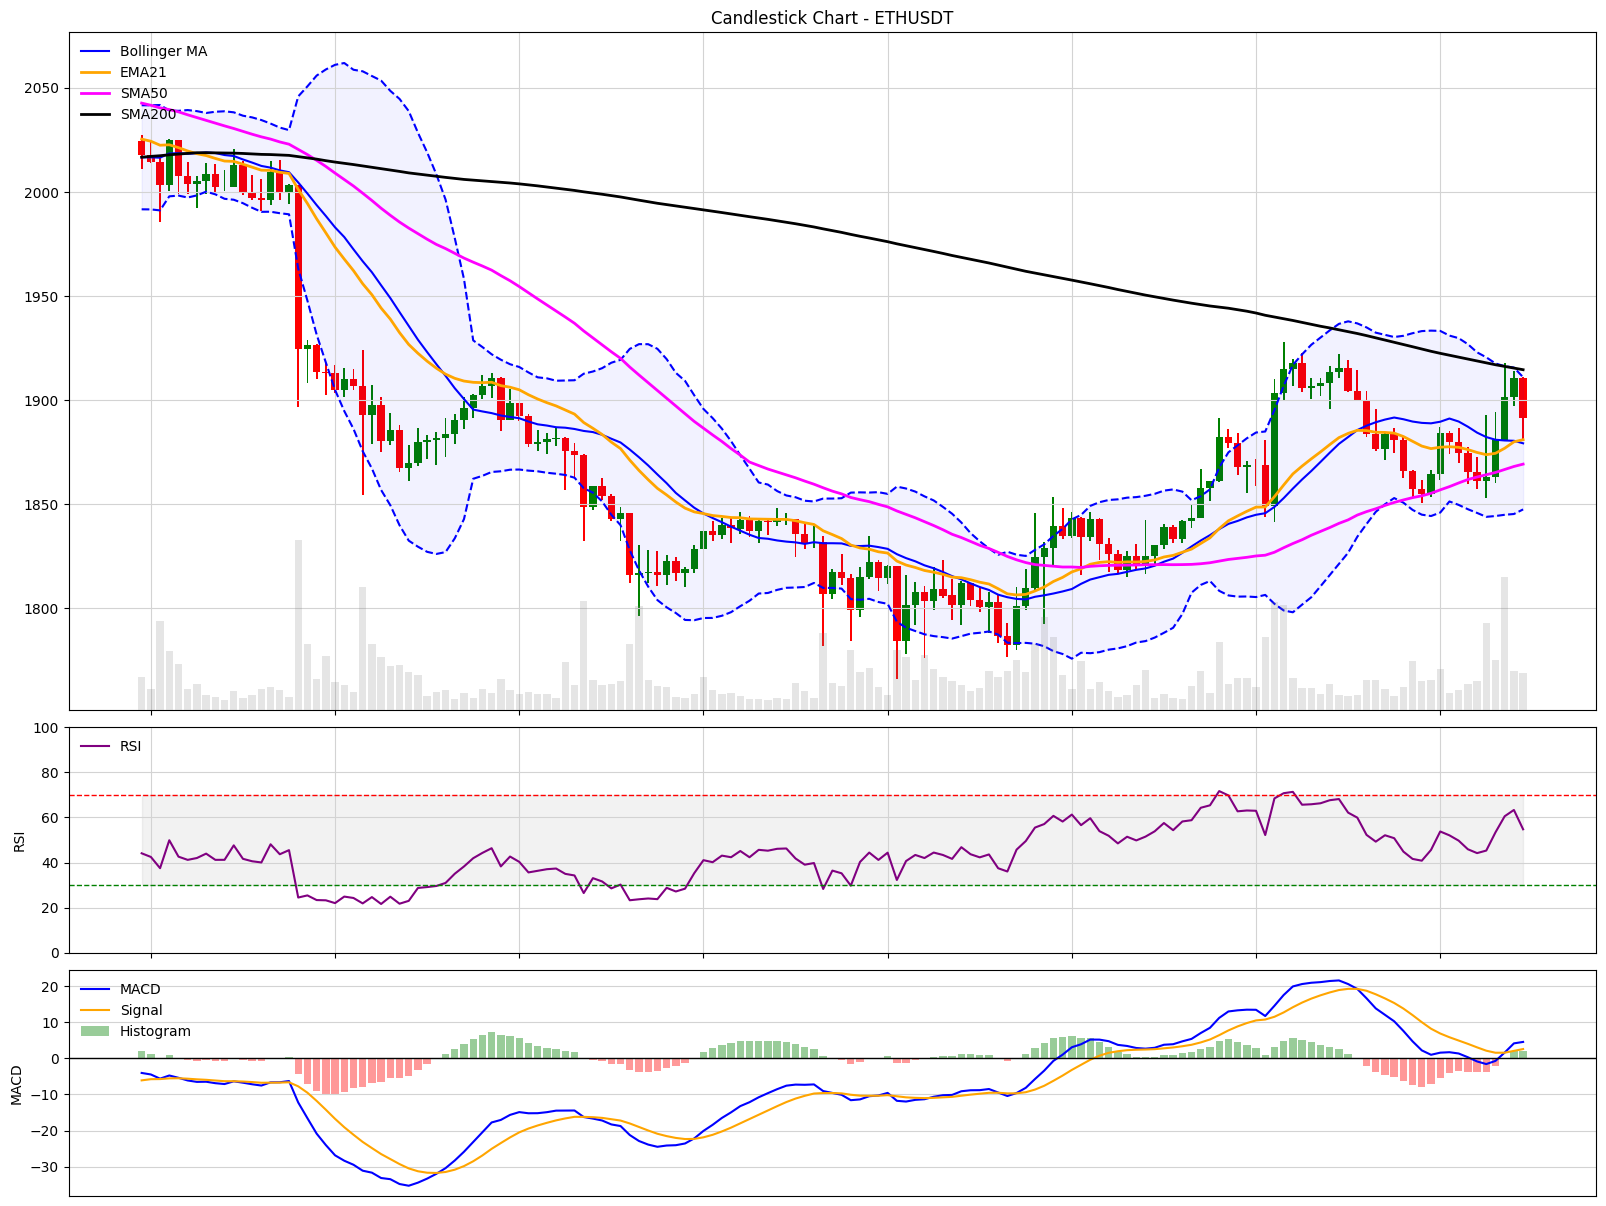 Candlestick Chart - ETHUSDT
Bollinger MA
EMA21
SMA50
SMA200
2050
2000
1950
1900
1850
1800
RSI
100
80
60
40
20
0
RSI
MACD
Signal
Histogram
20
10
0
−10
−20
−30
MACD